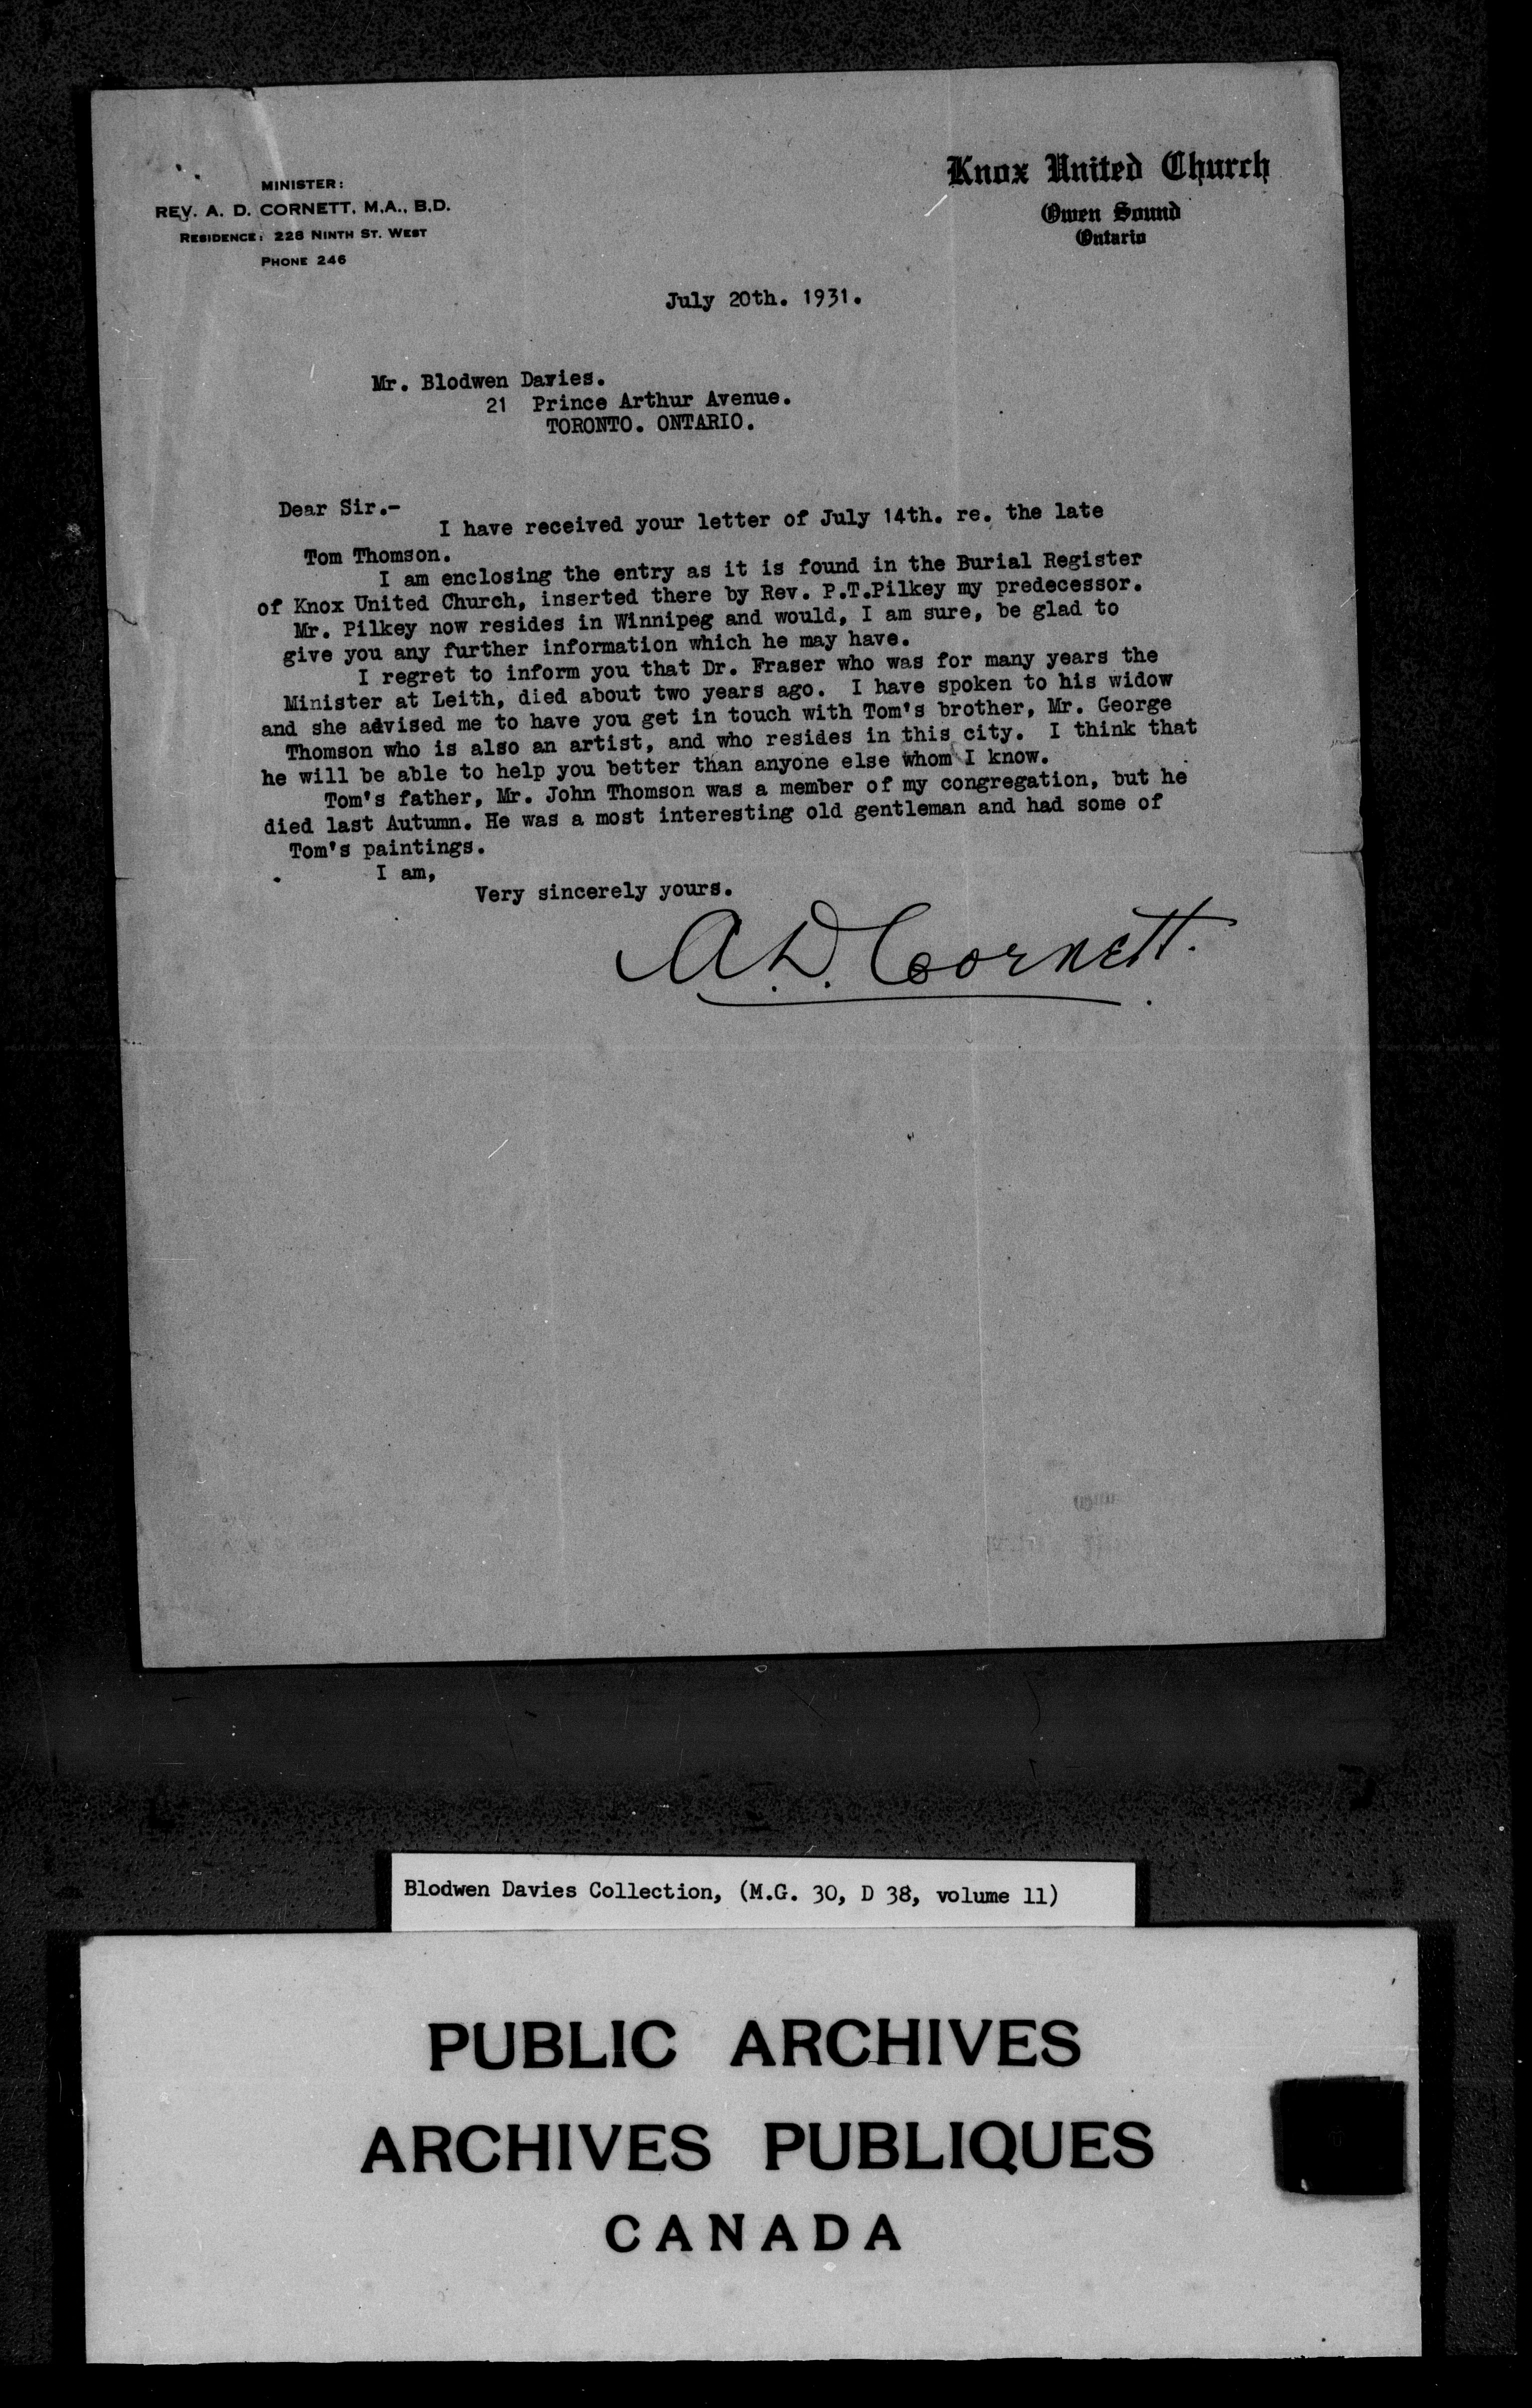 MINISTER:
REV. A. D. CORNETT, M.A., B.D.
RESIDENCE: 228 NINTH ST. WEST
PHONE 246
Knox United Church
Owen Sound
Ontario
July 20th. 1931.
Mr. Blodwen Davies.
21 Prince Arthur Avenue.
TORONTO. ONTARIO.
Dear Sir.-
I have received your letter of July 14th. re. the late
Tom Thomson.
I am enclosing the entry as it is found in the Burial Register
of Knox United Church, inserted there by Rev. P.T.Pilkey my predecessor.
Mr. Pilkey now resides in Winnipeg and would, I am sure, be glad to
give you any further information which he may have.
I regret to inform you that Dr. Fraser who was for many years the
Minister at Leith, died about two years ago. I have spoken to his widow
and she advised me to have you get in touch with Tom's brother, Mr. George
Thomson who is also an artist, and who resides in this city. I think that
he will be able to help you better than anyone else whom I know.
Tom's father, Mr. John Thomson was a member of my congregation, but he
died last Autumn. He was a most interesting old gentleman and had some of
Tom's paintings.
I am,
Very sincerely yours.
A.D. Cornett.
Blodwen Davies Collection, (M.G. 30, D 38, volume 11)
PUBLIC ARCHIVES
ARCHIVES PUBLIQUES
CANADA